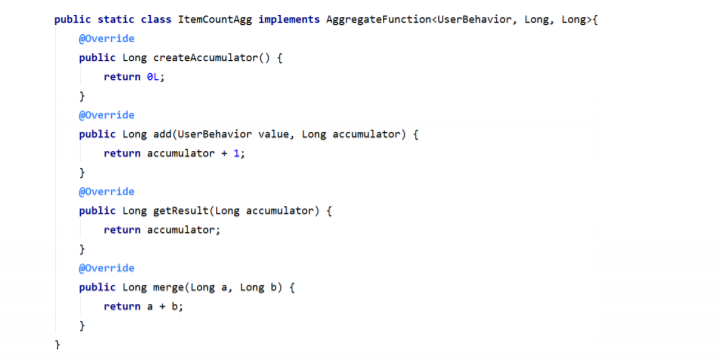 public static class ItemCountAgg implements AggregateFunction<UserBehavior, Long, Long>{
@Override
public Long createAccumulator() {
return 0L;
}
@Override
public Long add(UserBehavior value, Long accumulator) {
return accumulator + 1;
}
@Override
public Long getResult(Long accumulator) {
return accumulator;
}
@Override
public Long merge(Long a, Long b) {
return a + b;
}
}